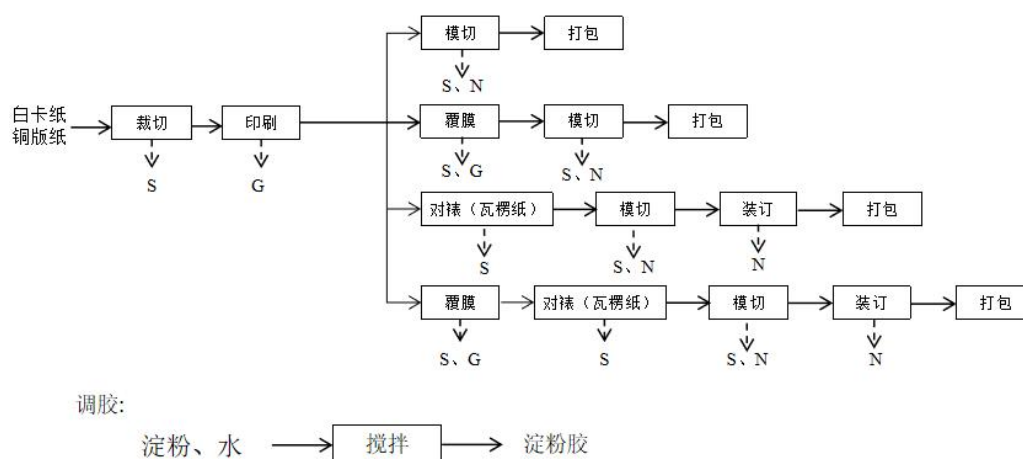 模切 打包
S、N
白卡纸
铜版纸
裁切 印刷 覆膜 模切 打包
S G S、G S、N
对裱（瓦楞纸） 模切 装订 打包
S S、N N
覆膜 对裱（瓦楞纸） 模切 装订 打包
S、G S S、N N
调胶:
淀粉、水 搅拌 淀粉胶